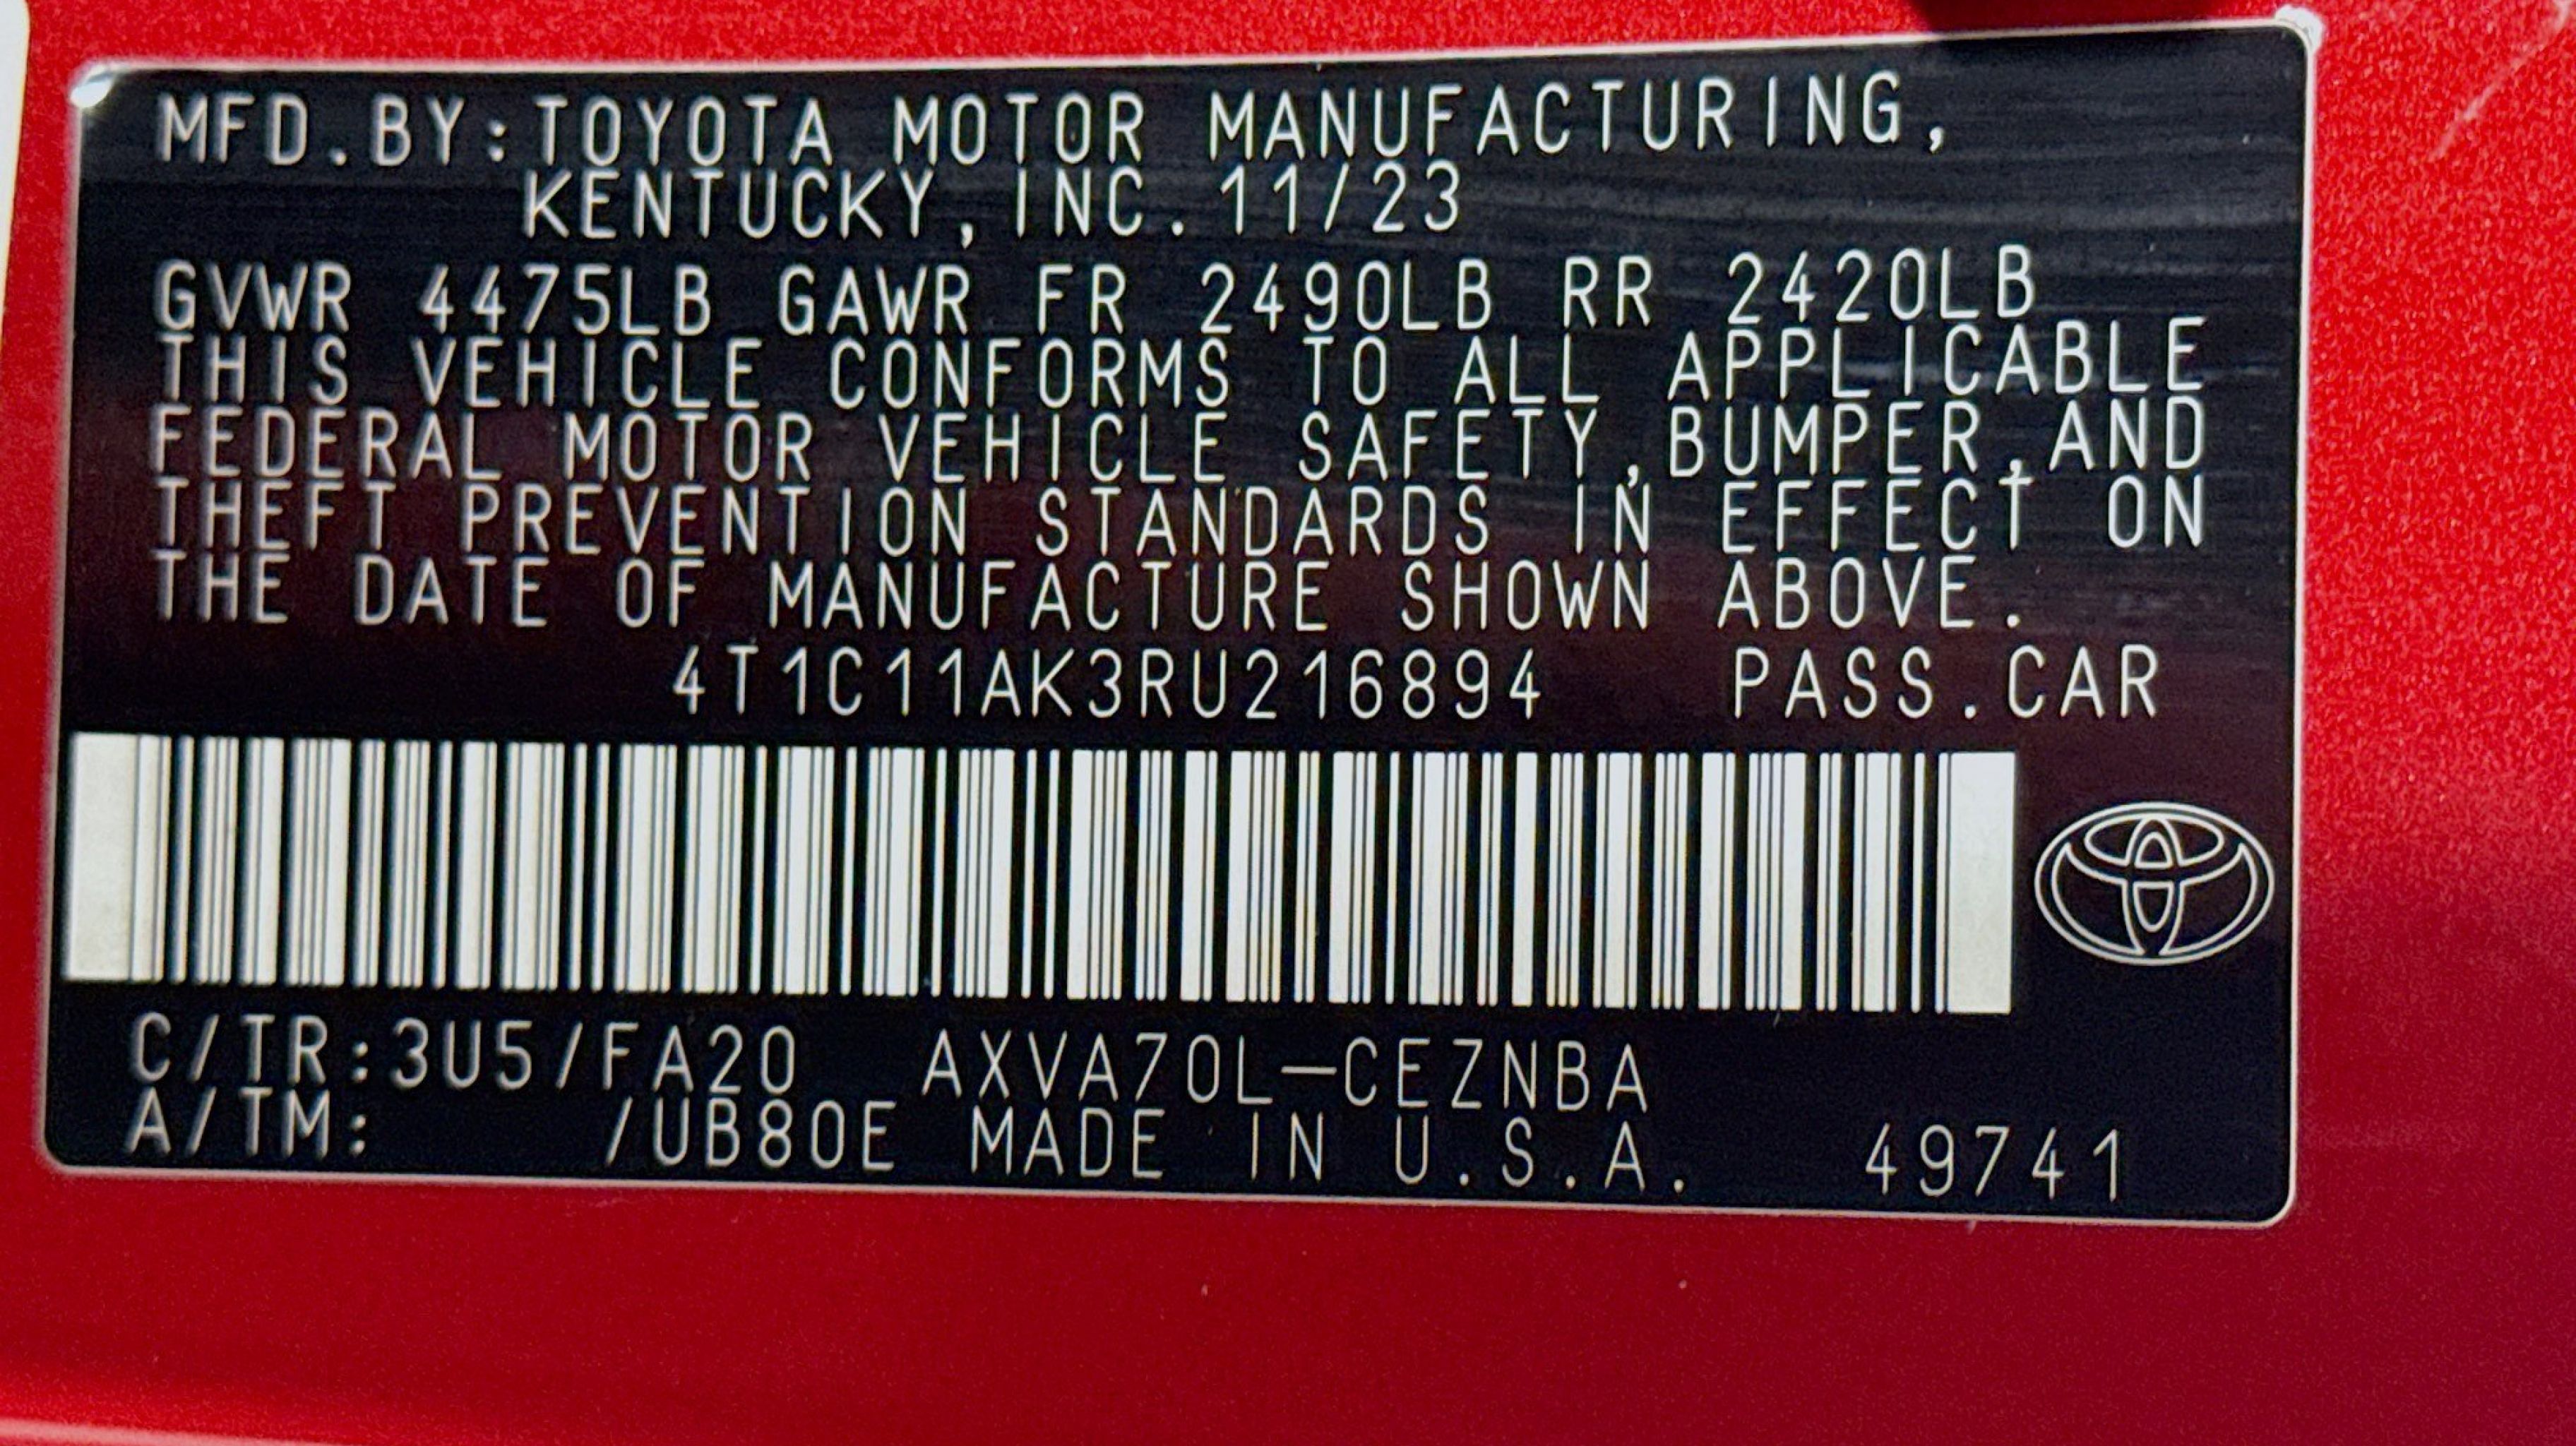 MFD.BY:TOYOTA MOTOR MANUFACTURING,
KENTUCKY, INC. 11/23
GVWR 4475LB GAWR FR 2490LB RR 2420LB
THIS VEHICLE CONFORMS TO ALL APPLICABLE
FEDERAL MOTOR VEHICLE SAFETY,BUMPER,AND
THEFT PREVENTION STANDARDS IN EFFECT ON
THE DATE OF MANUFACTURE SHOWN ABOVE.
4T1C11AK3RU216894 PASS.CAR
C/TR:3U5/FA20 AXVA70L-CEZNBA
A/TM: /UB80E MADE IN U.S.A. 49741